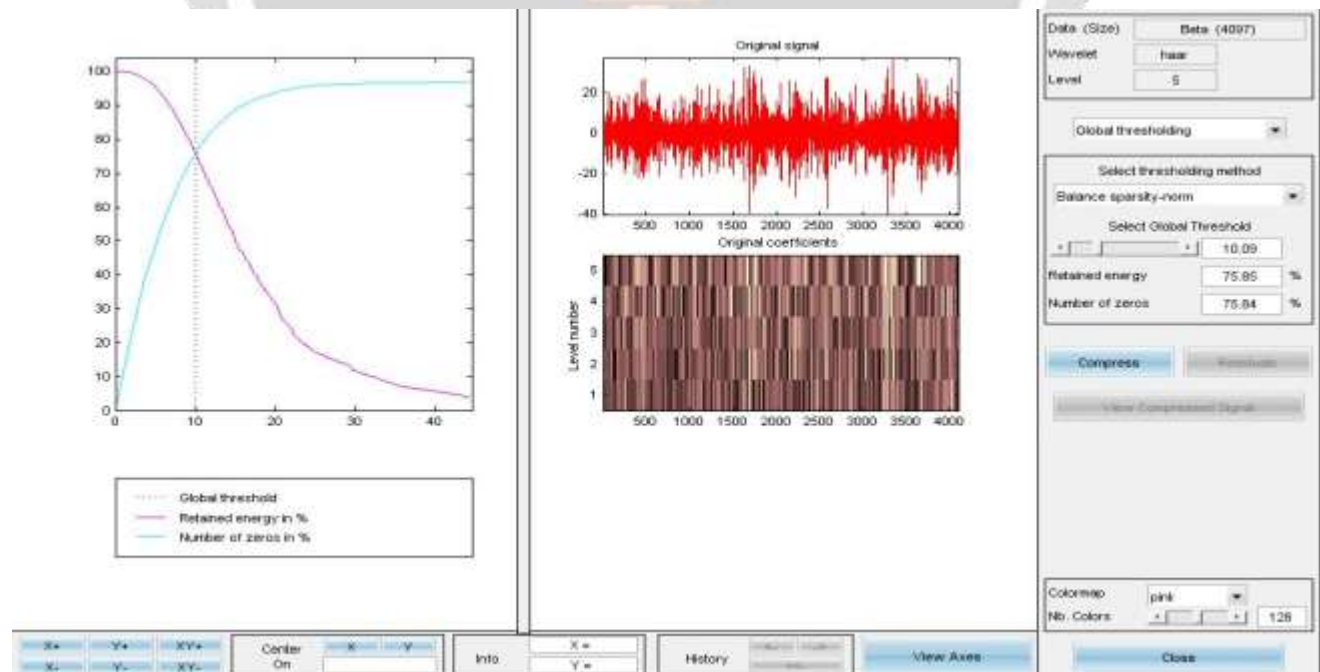 Data (Size) Beta (4097)
Wavelet haar
Level 5
Global thresholding
Select thresholding method
Balance sparsity-norm
Select Global Threshold
10.09
Retained energy 75.85 %
Number of zeros 75.84 %
Compress Residuals
View Compressed Signal
Colormap pink
Nb. Colors 128
Close
100
90
80
70
60
50
40
30
20
10
0
0 10 20 30 40
Global threshold
Retained energy in %
Number of zeros in %
Original signal
20
0
-20
-40
500 1000 1500 2000 2500 3000 3500 4000
Original coefficients
Level number
5
4
3
2
1
500 1000 1500 2000 2500 3000 3500 4000
X+ Y+ XY+
X- Y- XY-
Center
On
X Y
Info
X =
Y =
History
View Axes